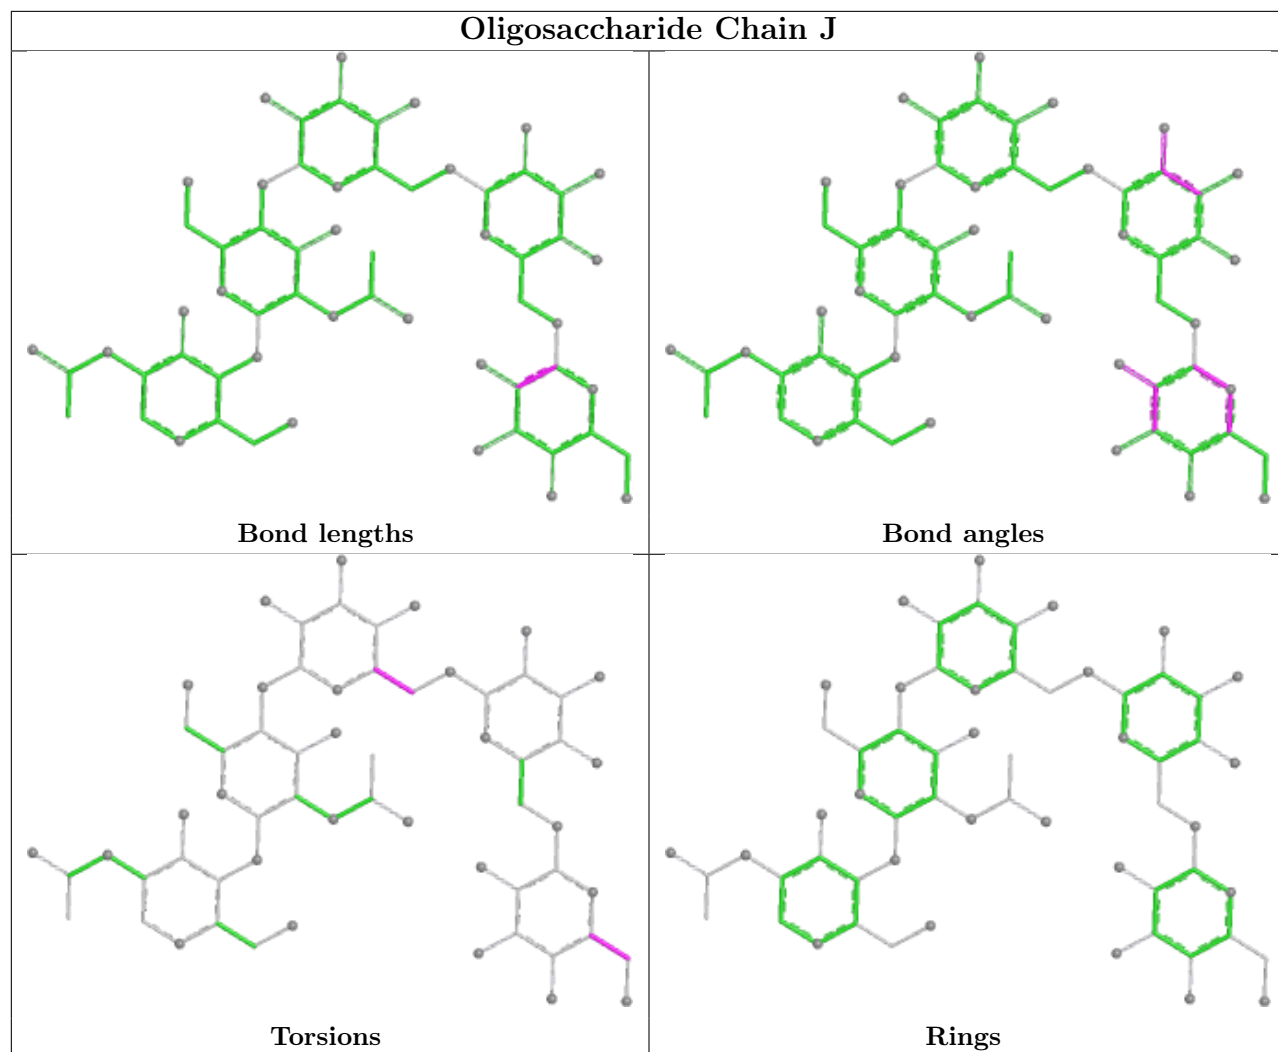 Oligosaccharide Chain J
Bond lengths
Bond angles
Torsions
Rings